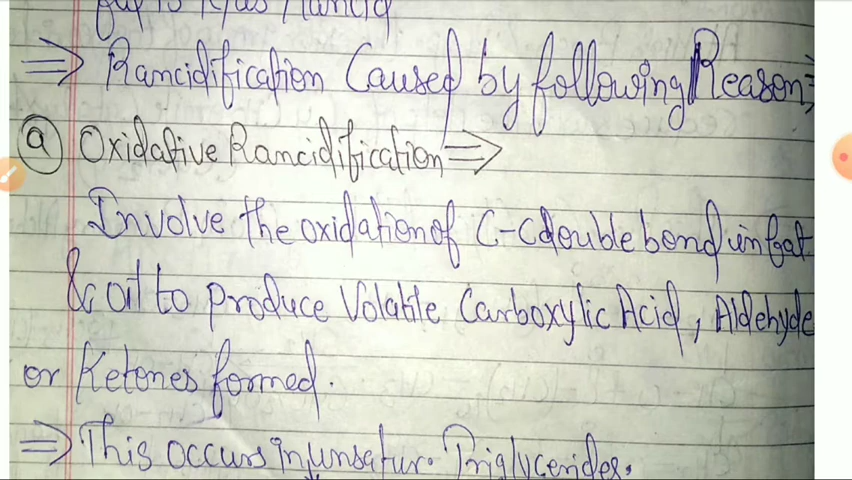 ⇒ Rancidification Caused by following Reason⇒
ⓐ Oxidative Rancidification ⇒
Involve the oxidation of C-C double bond in fat
& oil to produce Volatile Carboxylic Acid, Aldehyde
or Ketones formed.
⇒ This occurs in unsatur. Triglycerides.